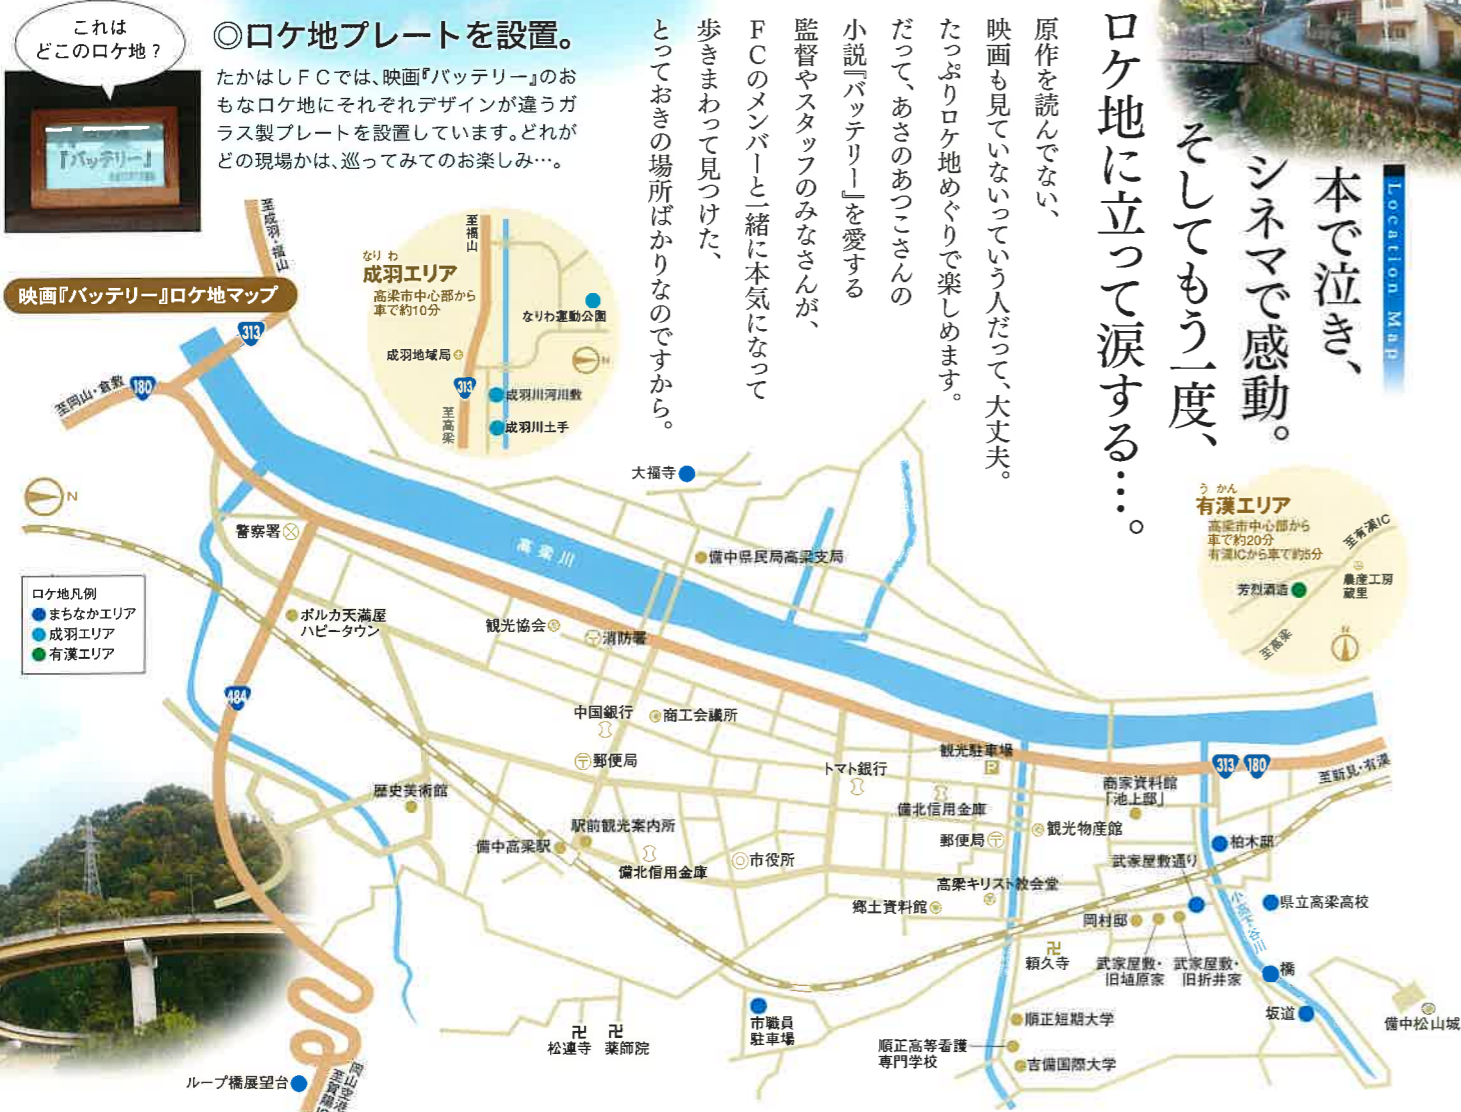 Location Map
本で泣き、
シネマで感動。
そしてもう一度、
ロケ地に立って涙する…。
原作を読んでない、
映画も見ていないっていう人だって、大丈夫。
たっぷりロケ地めぐりで楽しめます。
だって、あさのあつこさんの
小説『バッテリー』を愛する
監督やスタッフのみなさんが、
FCのメンバーと一緒に本気になって
歩きまわって見つけた、
とっておきの場所ばかりなのですから。
これは
どこのロケ地?
『バッテリー』
◎ロケ地プレートを設置。
たかはしFCでは、映画『バッテリー』のお
もなロケ地にそれぞれデザインが違うガ
ラス製プレートを設置しています。どれが
どの現場かは、巡ってみてのお楽しみ…。
映画『バッテリー』ロケ地マップ
至成羽・福山
313
180
至岡山・倉敷
N
なりわ
成羽エリア
高梁市中心部から
車で約10分
至福山
なりわ運動公園
成羽地域局
N
313
成羽川河川敷
成羽川土手
至高梁
うかん
有漢エリア
高梁市中心部から
車で約20分
有漢ICから車で約5分
至有漢IC
芳烈酒造
農産工房
蔵里
至高梁
N
ロケ地凡例
まちなかエリア
成羽エリア
有漢エリア
大福寺
高梁川
備中県民局高梁支局
警察署
ポルカ天満屋
ハピータウン
観光協会
消防署
484
中国銀行
商工会議所
郵便局
歴史美術館
駅前観光案内所
備中高梁駅
備北信用金庫
市役所
トマト銀行
観光駐車場
P
備北信用金庫
郵便局
観光物産館
商家資料館
「池上邸」
313
180
至新見・有漢
柏木邸
武家屋敷通り
高梁キリスト教会堂
郷土資料館
岡村邸
県立高梁高校
小高下谷川
頼久寺
武家屋敷・
旧埴原家
武家屋敷・
旧折井家
橋
坂道
備中松山城
市職員
駐車場
順正短期大学
順正高等看護
専門学校
吉備国際大学
松連寺
薬師院
ループ橋展望台
岡山空港